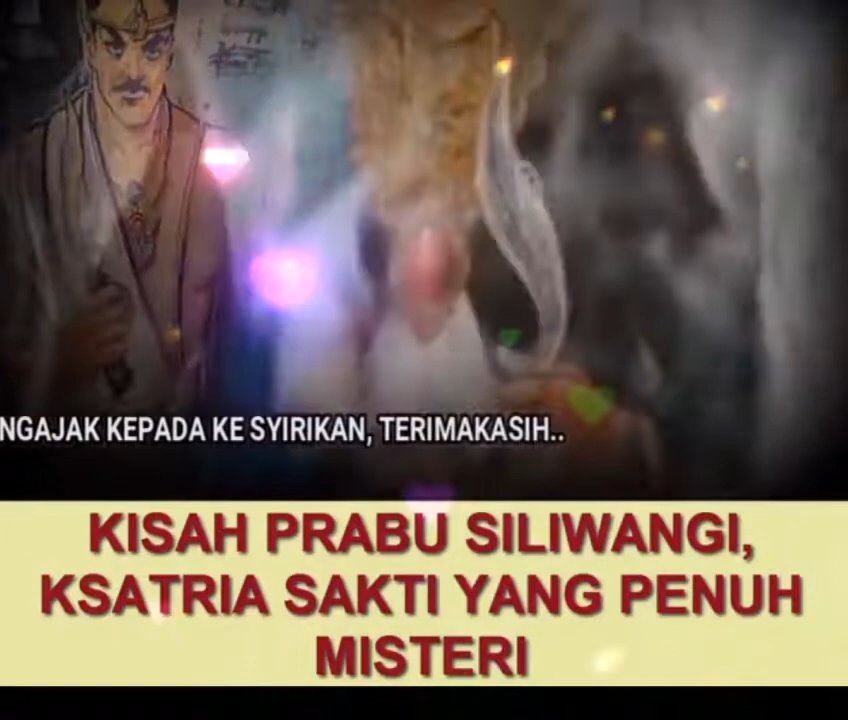 NGAJAK KEPADA KE SYIRIKAN, TERIMAKASIH..
KISAH PRABU SILIWANGI,
KSATRIA SAKTI YANG PENUH
MISTERI